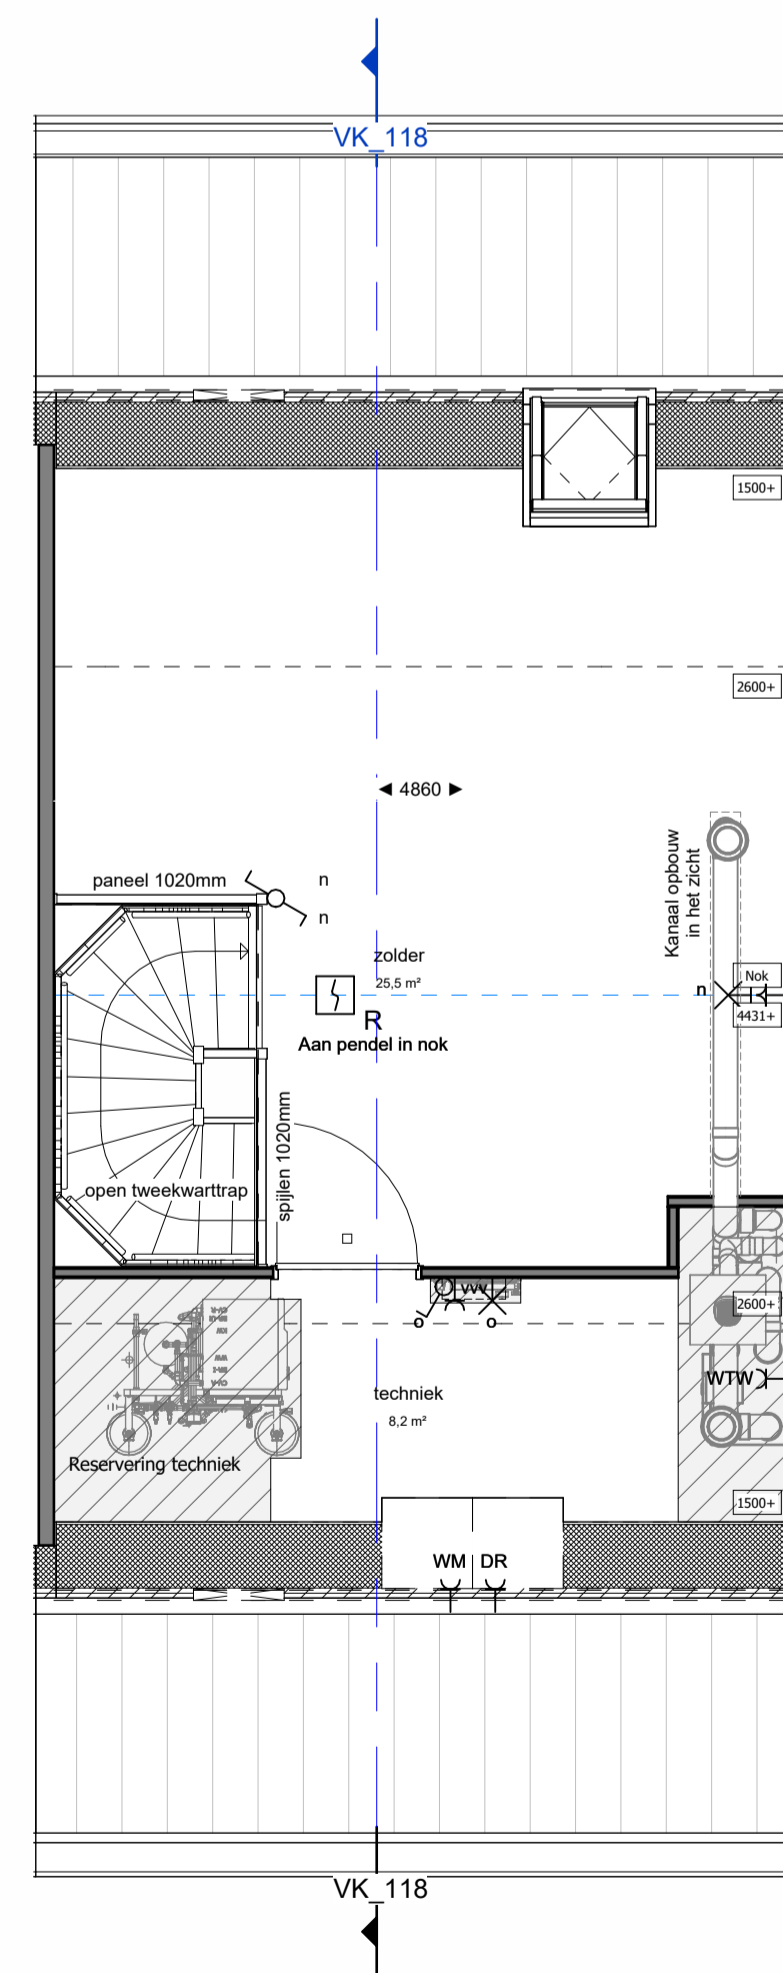 VK_118
1500+
2600+
◄ 4860 ►
Kanaal opbouw
in het zicht
paneel 1020mm
n
n
zolder
25,5 m²
Nok
n
4431+
R
Aan pendel in nok
spijlen 1020mm
open tweekwarttrap
VW
2600+
o
o
WTW
techniek
8,2 m²
Reservering techniek
1500+
WM
DR
VK_118